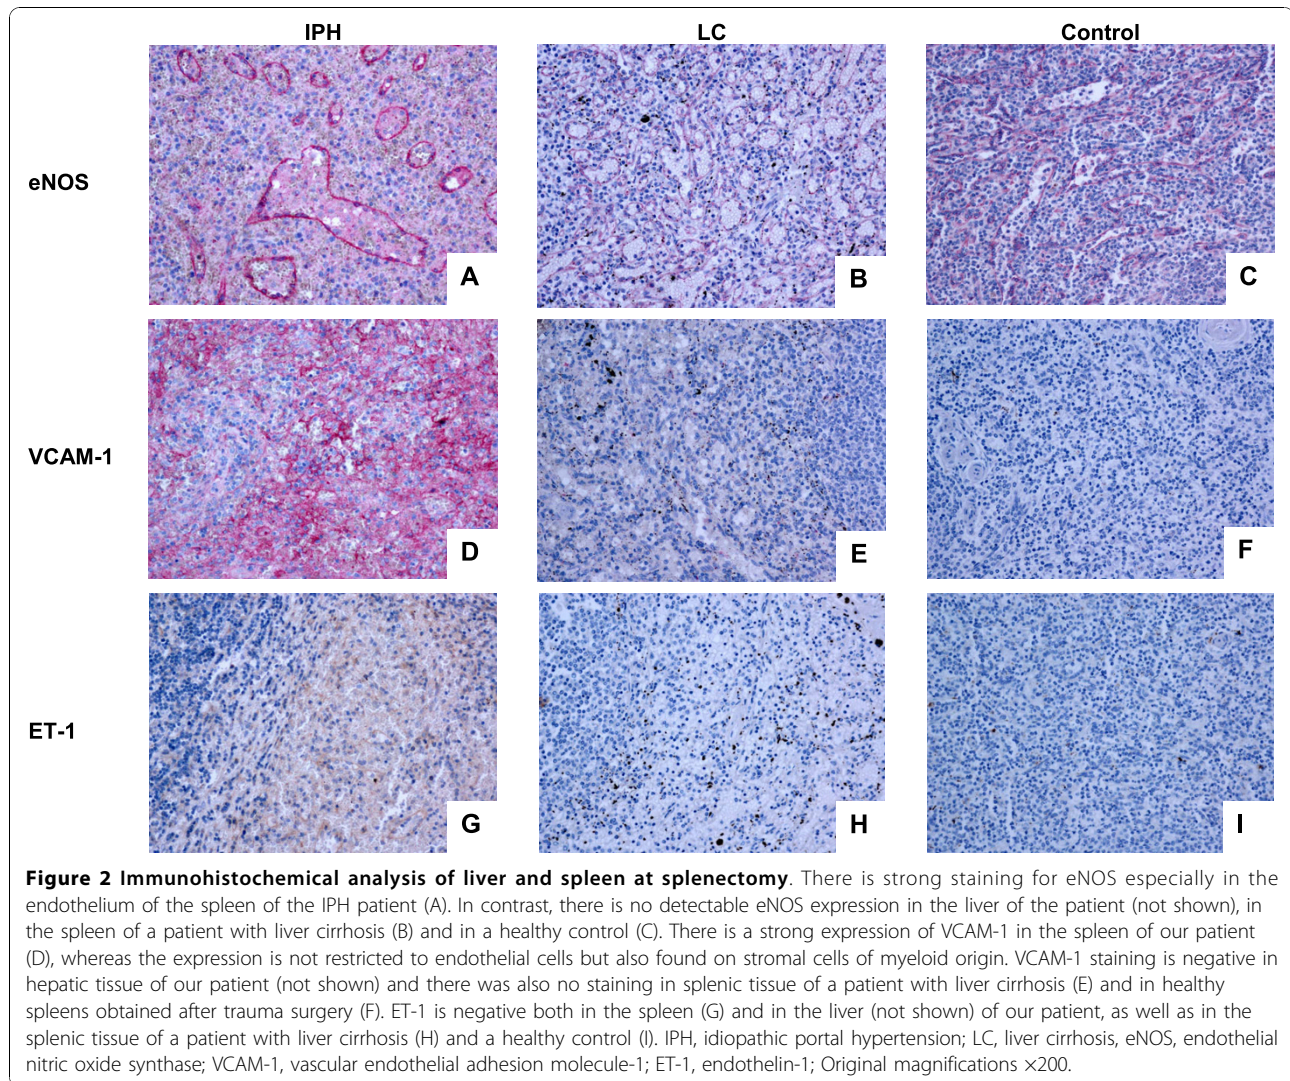 IPH LC Control
eNOS
A B C
VCAM-1
D E F
ET-1
G H I
Figure 2 Immunohistochemical analysis of liver and spleen at splenectomy. There is strong staining for eNOS especially in the
endothelium of the spleen of the IPH patient (A). In contrast, there is no detectable eNOS expression in the liver of the patient (not shown), in
the spleen of a patient with liver cirrhosis (B) and in a healthy control (C). There is a strong expression of VCAM-1 in the spleen of our patient
(D), whereas the expression is not restricted to endothelial cells but also found on stromal cells of myeloid origin. VCAM-1 staining is negative in
hepatic tissue of our patient (not shown) and there was also no staining in splenic tissue of a patient with liver cirrhosis (E) and in healthy
spleens obtained after trauma surgery (F). ET-1 is negative both in the spleen (G) and in the liver (not shown) of our patient, as well as in the
splenic tissue of a patient with liver cirrhosis (H) and a healthy control (I). IPH, idiopathic portal hypertension; LC, liver cirrhosis, eNOS, endothelial
nitric oxide synthase; VCAM-1, vascular endothelial adhesion molecule-1; ET-1, endothelin-1; Original magnifications ×200.